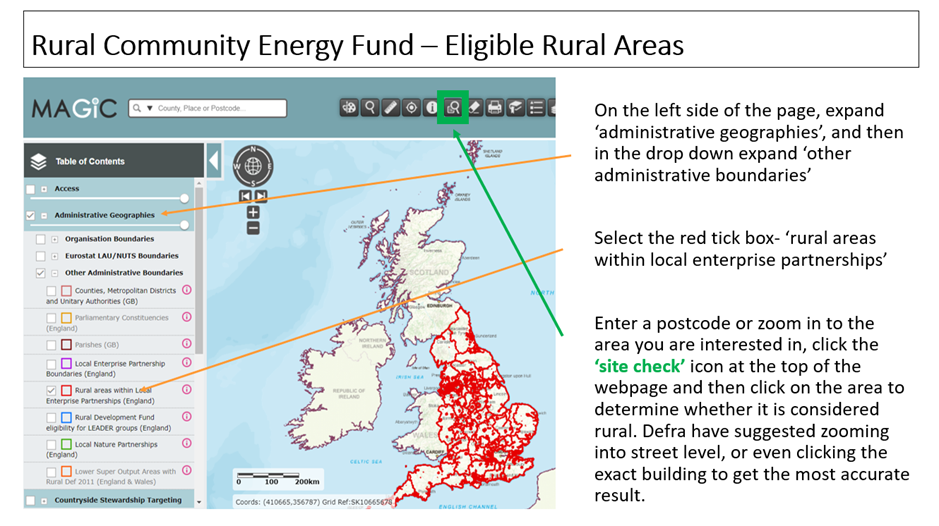 Rural Community Energy Fund – Eligible Rural Areas
MAGiC
County, Place or Postcode...
Table of Contents
Access
Administrative Geographies
Organisation Boundaries
Eurostat LAU/NUTS Boundaries
Other Administrative Boundaries
Counties, Metropolitan Districts
and Unitary Authorities (GB)
Parliamentary Constituencies
(England)
Parishes (GB)
Local Enterprise Partnership
Boundaries (England)
Rural areas within Local
Enterprise Partnerships (England)
Rural Development Fund
eligibility for LEADER groups (England)
Local Nature Partnerships
(England)
Lower Super Output Areas with
Rural Def 2011 (England & Wales)
Countryside Stewardship Targeting
N
W E
S
SHETLAND
ISLANDS
ORKNEY
ISLANDS
SCOTLAND
EDINBURGH
NORTH
NORTHERN
IRELAND
IRISH SEA
REPUBLIC OF
IRELAND
WALES
CARDIFF
CELTIC SEA
ENGLISH CHANNEL
0 100 200km
Coords: (410665,356787) Grid Ref:SK10665678
On the left side of the page, expand
‘administrative geographies’, and then
in the drop down expand ‘other
administrative boundaries’
Select the red tick box- ‘rural areas
within local enterprise partnerships’
Enter a postcode or zoom in to the
area you are interested in, click the
‘site check’ icon at the top of the
webpage and then click on the area to
determine whether it is considered
rural. Defra have suggested zooming
into street level, or even clicking the
exact building to get the most accurate
result.